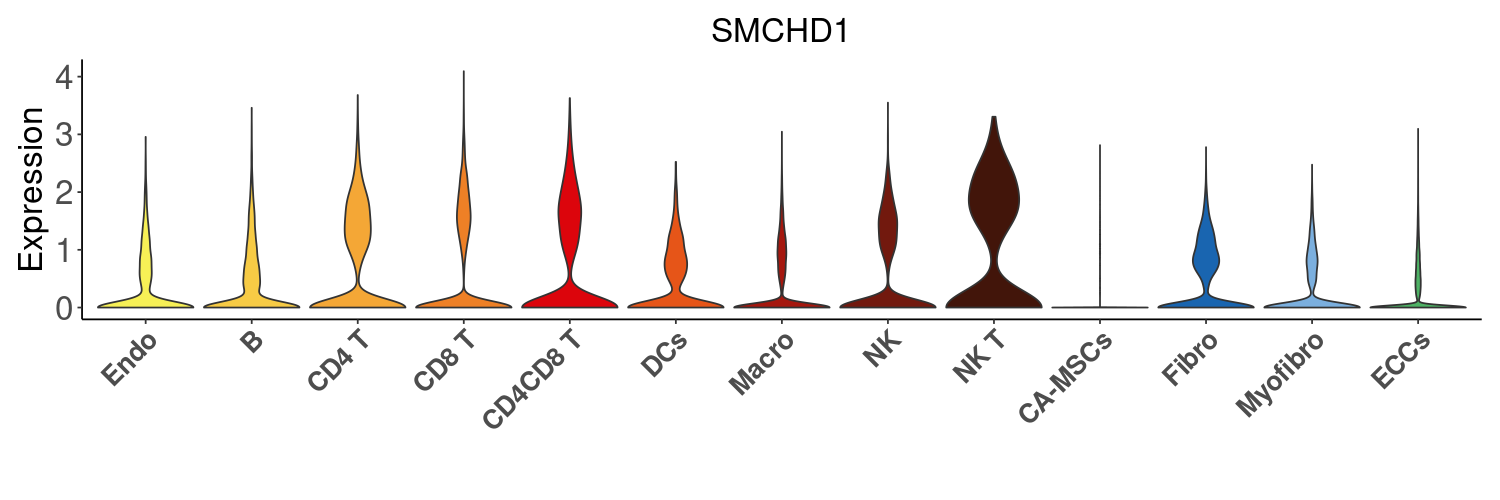 SMCHD1
Expression
4
3
2
1
0
Endo
B
CD4 T
CD8 T
CD4CD8 T
DCs
Macro
NK
NK T
CA-MSCs
Fibro
Myofibro
ECCs